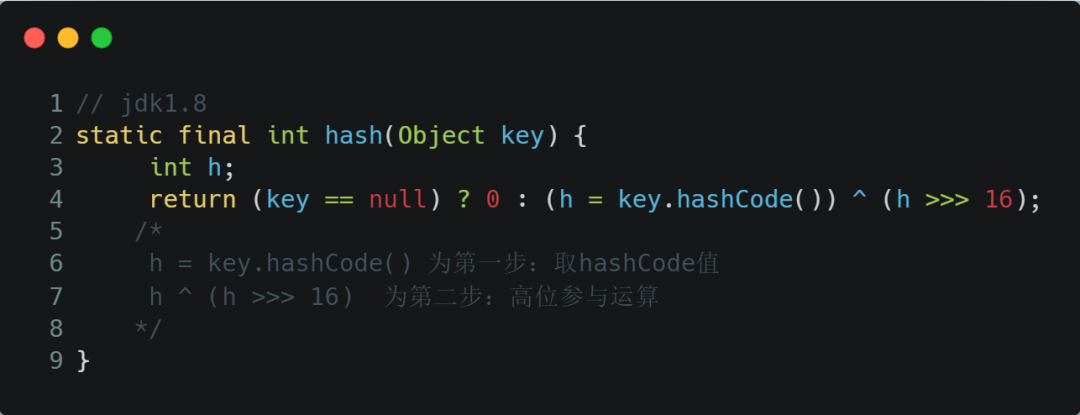 1 // jdk1.8
2 static final int hash(Object key) {
3      int h;
4      return (key == null) ? 0 : (h = key.hashCode()) ^ (h >>> 16);
5     /*
6      h = key.hashCode() 为第一步：取hashCode值
7      h ^ (h >>> 16)  为第二步：高位参与运算
8     */
9 }